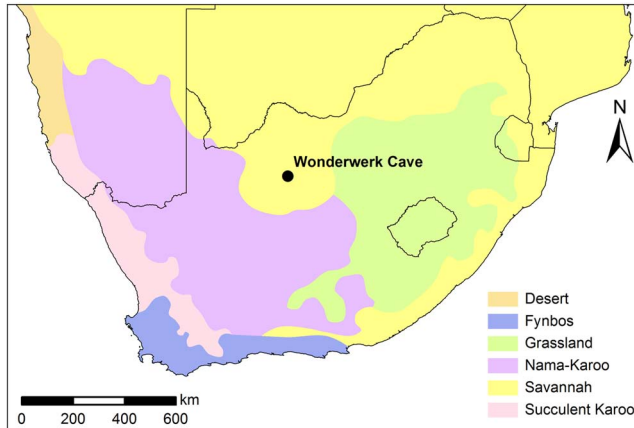 N
Wonderwerk Cave
Desert
Fynbos
Grassland
Nama-Karoo
Savannah
Succulent Karoo
km
0 200 400 600